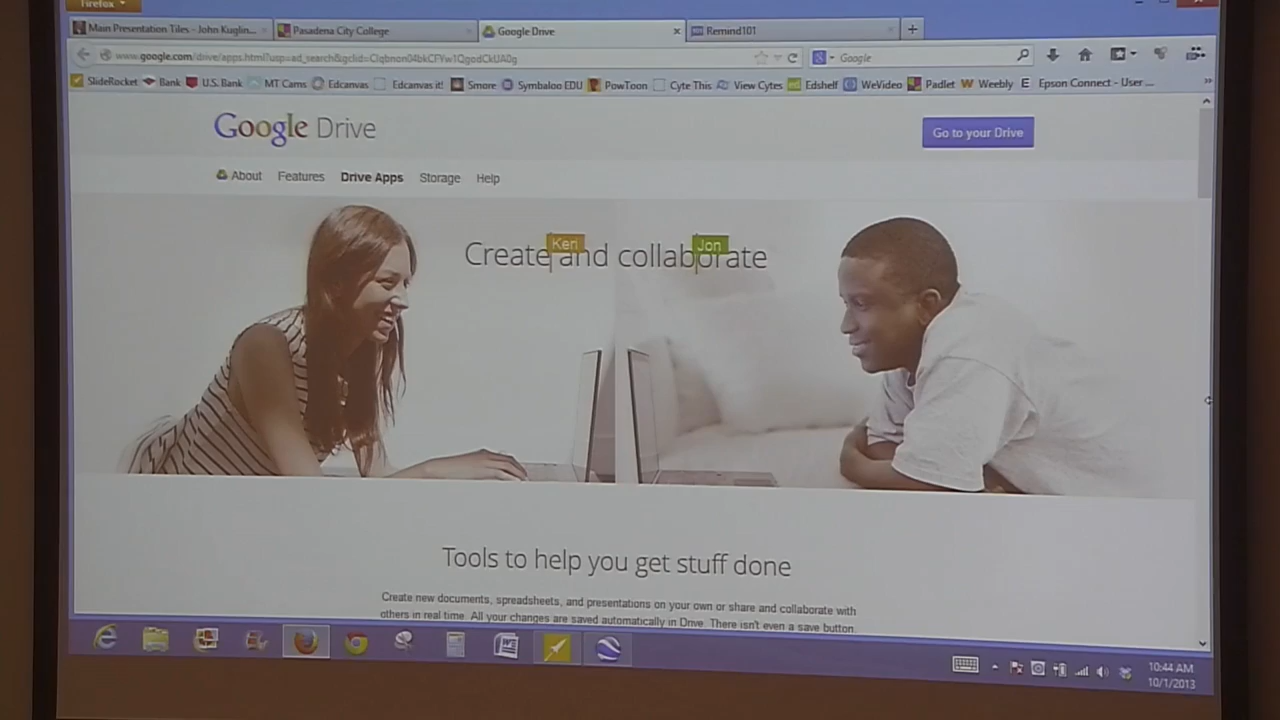 Firefox
Main Presentation Tiles - John Kuglin...
Pasadena City College
Google Drive
Remind101
Google
SlideRocket Bank U.S. Bank MT Cams Edcanvas Edcanvas it! Smore Symbaloo EDU PowToon Cyte This View Cytes Edshelf WeVideo Padlet Weebly Epson Connect - User ...
Google Drive
Go to your Drive
About Features Drive Apps Storage Help
Keri Jon
Create and collaborate
Tools to help you get stuff done
Create new documents, spreadsheets, and presentations on your own or share and collaborate with
others in real time. All your changes are saved automatically in Drive. There isn't even a save button.
10:44 AM
10/1/2013